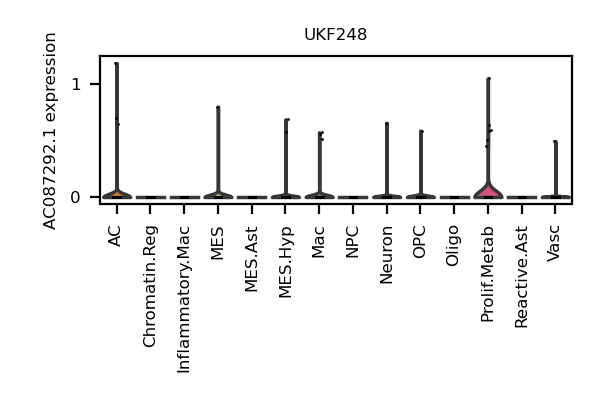 UKF248
AC087292.1 expression
1
0
AC
Chromatin.Reg
Inflammatory.Mac
MES
MES.Ast
MES.Hyp
Mac
NPC
Neuron
OPC
Oligo
Prolif.Metab
Reactive.Ast
Vasc